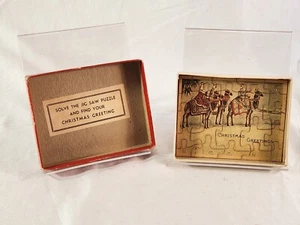 SOLVE THE JIG SAW PUZZLE
AND FIND YOUR
CHRISTMAS GREETING
CHRISTMAS
GREETINGS